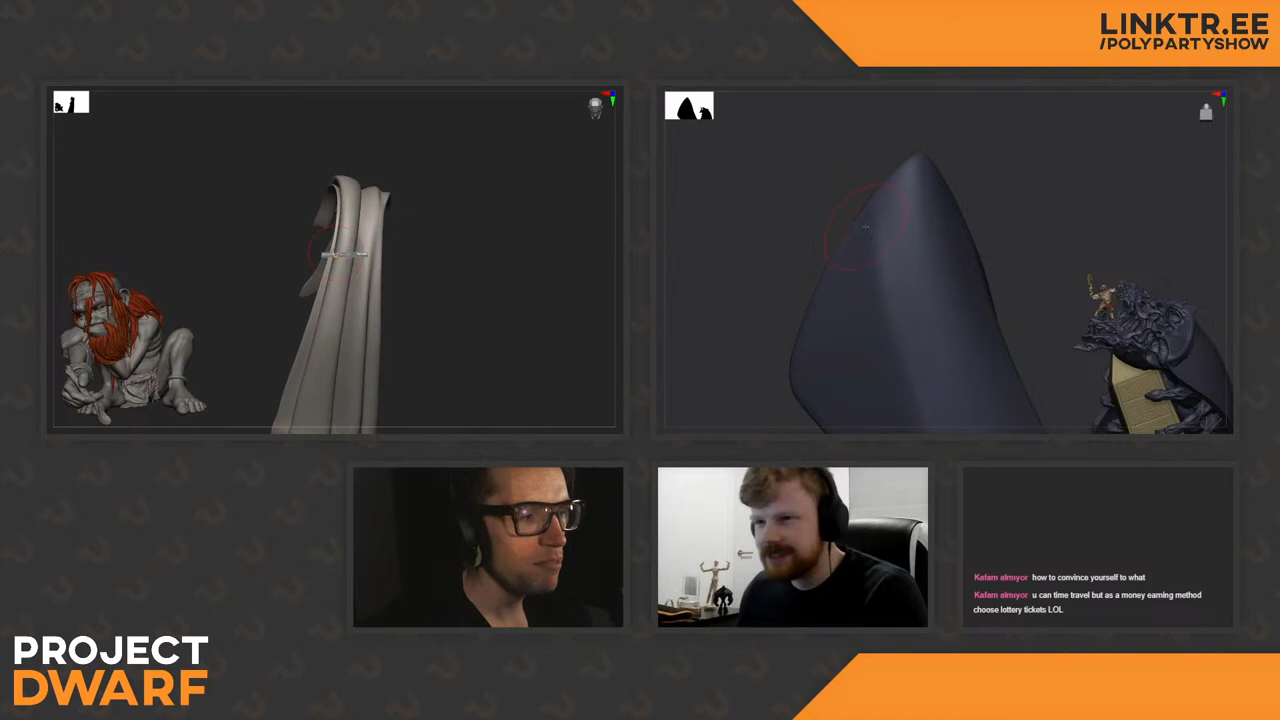 LINKTR.EE
/POLYPARTYSHOW
Kafam almıyor how to convince yourself to what
Kafam almıyor u can time travel but as a money earning method
choose lottery tickets LOL
PROJECT
DWARF